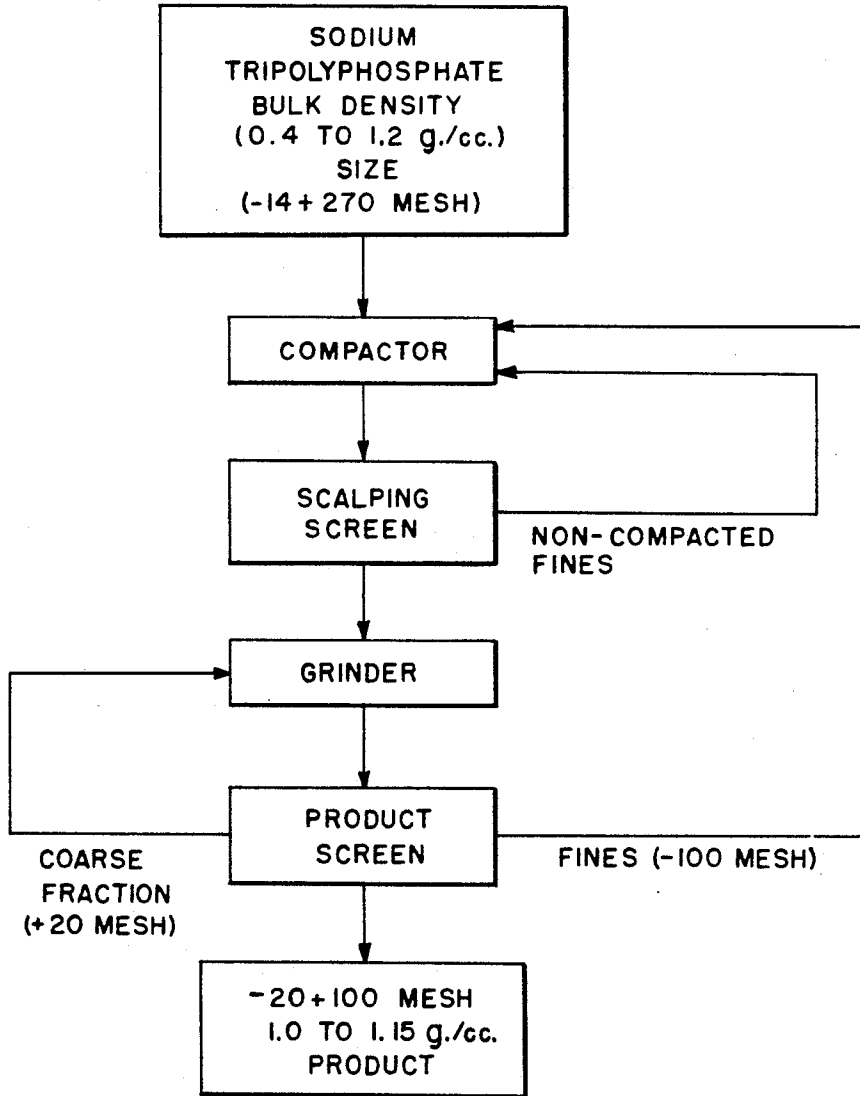 SODIUM
TRIPOLYPHOSPHATE
BULK DENSITY
(0.4 TO 1.2 g./cc.)
SIZE
(-14+270 MESH)
COMPACTOR
SCALPING
SCREEN
NON-COMPACTED
FINES
GRINDER
PRODUCT
SCREEN
COARSE
FRACTION
(+20 MESH)
FINES (-100 MESH)
-20+100 MESH
1.0 TO 1.15 g./cc.
PRODUCT